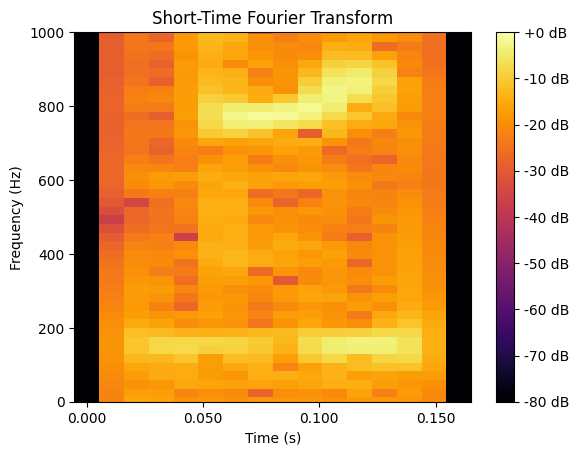 Short-Time Fourier Transform
1000
800
600
400
200
0
Frequency (Hz)
0.000
0.050
0.100
0.150
Time (s)
+0 dB
-10 dB
-20 dB
-30 dB
-40 dB
-50 dB
-60 dB
-70 dB
-80 dB